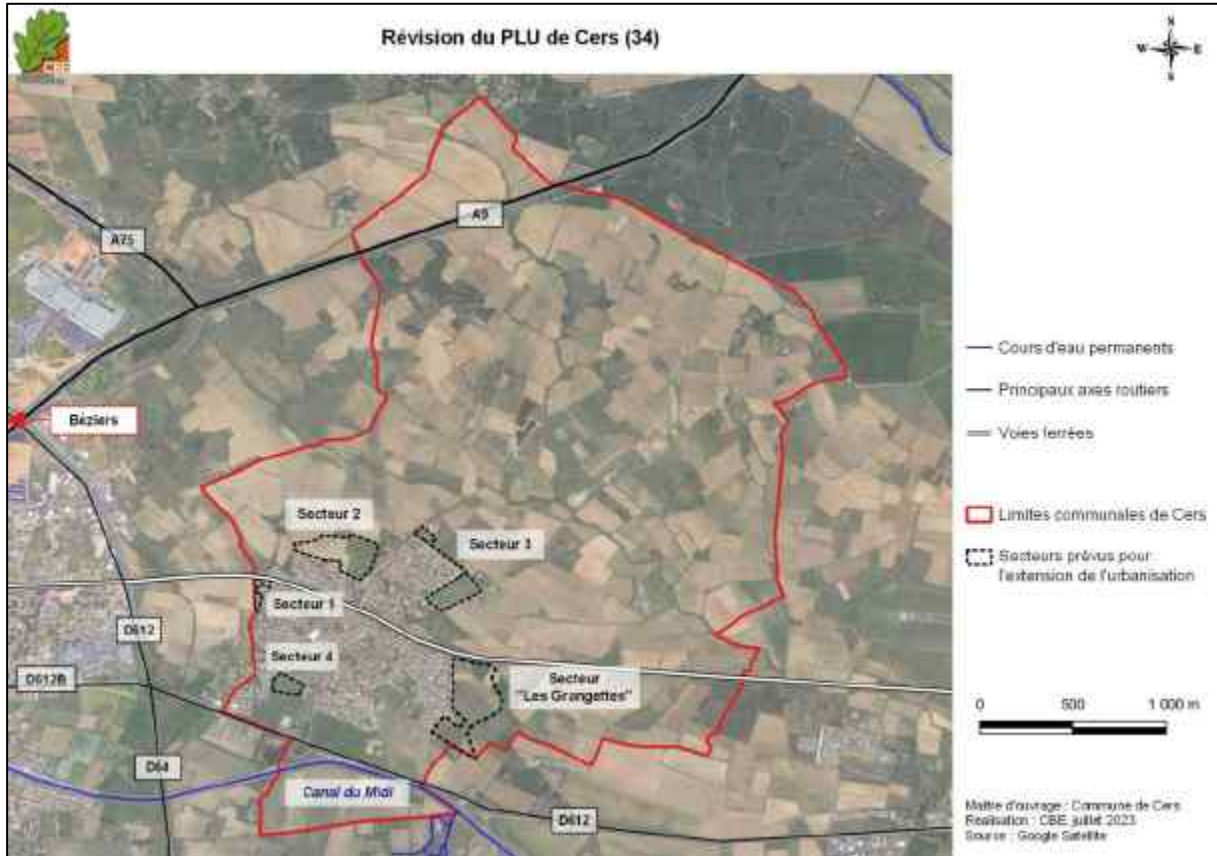 CBE
Révision du PLU de Cers (34)
N
W E
S
A9
A75
Béziers
Secteur 2
Secteur 3
Secteur 1
D612
Secteur 4
D612B
Secteur
"Les Grangettes"
D64
Canal du Midi
D612
Cours d'eau permanents
Principaux axes routiers
Voies ferrées
Limites communales de Cers
Secteurs prévus pour
l'extension de l'urbanisation
0 500 1 000 m
Maître d'ouvrage : Commune de Cers
Réalisation : CBE, juillet 2023
Source : Google Satellite